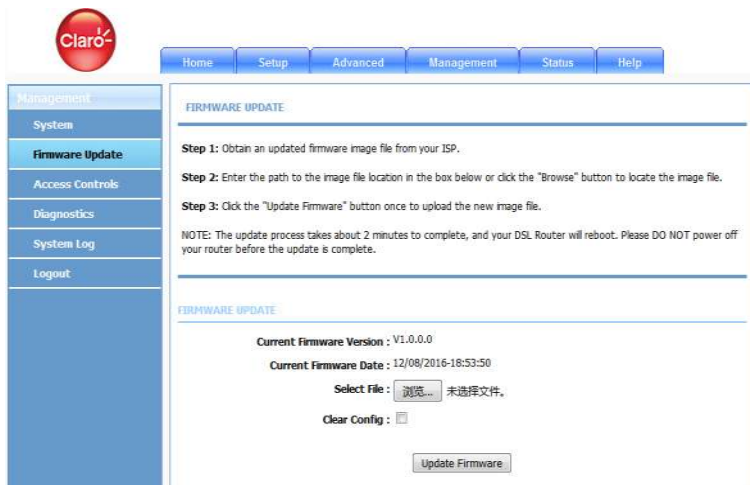 Claro
Home Setup Advanced Management Status Help
Management
System
Firmware Update
Access Controls
Diagnostics
System Log
Logout
FIRMWARE UPDATE
Step 1: Obtain an updated firmware image file from your ISP.
Step 2: Enter the path to the image file location in the box below or click the "Browse" button to locate the image file.
Step 3: Click the "Update Firmware" button once to upload the new image file.
NOTE: The update process takes about 2 minutes to complete, and your DSL Router will reboot. Please DO NOT power off
your router before the update is complete.
FIRMWARE UPDATE
Current Firmware Version : V1.0.0.0
Current Firmware Date : 12/08/2016-18:53:50
Select File : 浏览... 未选择文件。
Clear Config :
Update Firmware